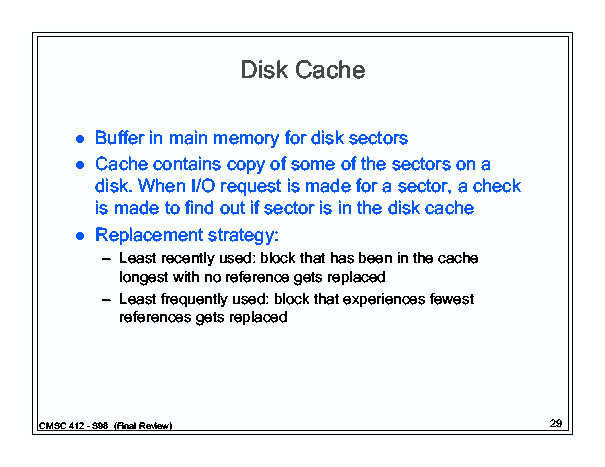 Disk Cache
● Buffer in main memory for disk sectors
● Cache contains copy of some of the sectors on a
disk. When I/O request is made for a sector, a check
is made to find out if sector is in the disk cache
● Replacement strategy:
– Least recently used: block that has been in the cache
longest with no reference gets replaced
– Least frequently used: block that experiences fewest
references gets replaced
CMSC 412 - S98 (Final Review)
29